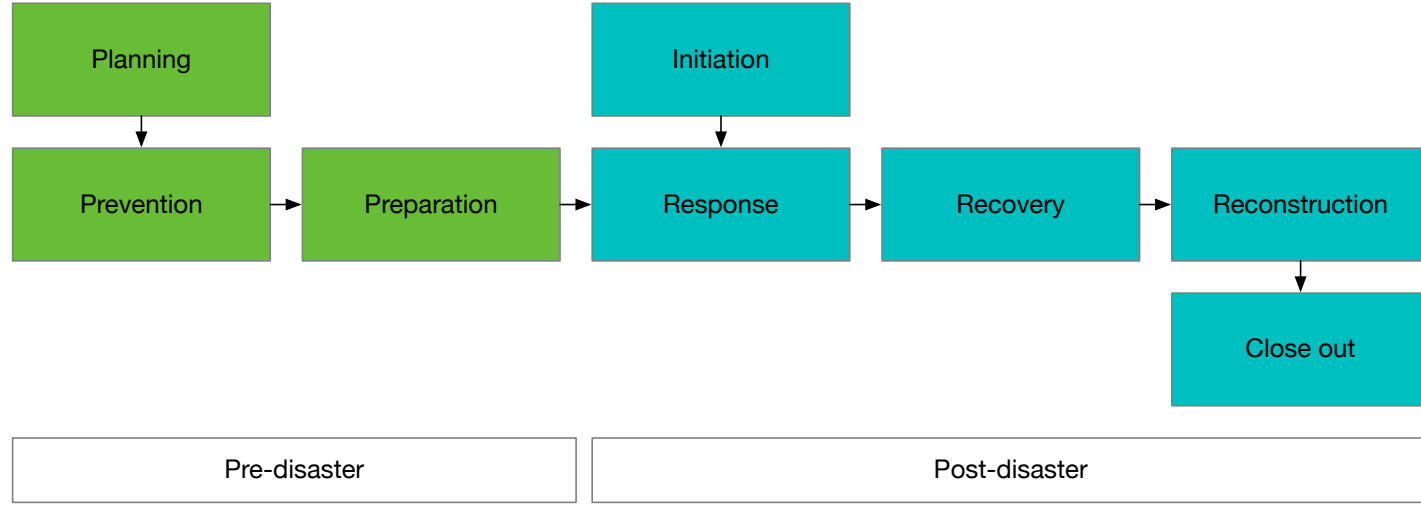 Planning
Initiation
Prevention
Preparation
Response
Recovery
Reconstruction
Close out
Pre-disaster
Post-disaster